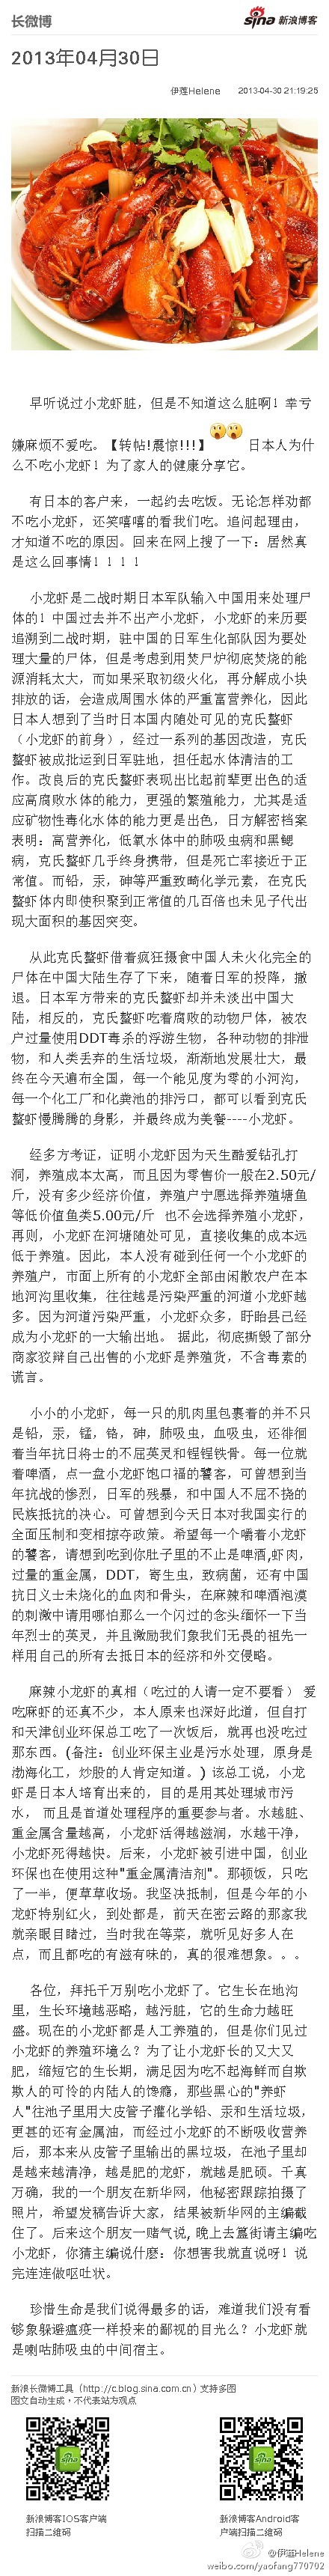 长微博
sina 新浪博客
2013年04月30日
伊莲Helene 2013-04-30 21:19:25
早听说过小龙虾脏，但是不知道这么脏啊！幸亏
嫌麻烦不爱吃。【转帖!震惊!!!】 日本人为什
么不吃小龙虾！为了家人的健康分享它。
有日本的客户来，一起约去吃饭。无论怎样劝都
不吃小龙虾，还笑嘻嘻的看我们吃。追问起理由，
才知道不吃的原因。回来在网上搜了一下：居然真
是这么回事情！！！！
小龙虾是二战时期日本军队输入中国用来处理尸
体的！中国过去并不出产小龙虾，小龙虾的来历要
追溯到二战时期，驻中国的日军生化部队因为要处
理大量的尸体，但是考虑到用焚尸炉彻底焚烧的能
源消耗太大，而如果采取初级火化，再分解成小块
排放的话，会造成周围水体的严重富营养化，因此
日本人想到了当时日本国内随处可见的克氏螯虾
（小龙虾的前身），经过一系列的基因改造，克氏
螯虾被成批运到日军驻地，担任起水体清洁的工
作。改良后的克氏螯虾表现出比起前辈更出色的适
应高腐败水体的能力，更强的繁殖能力，尤其是适
应矿物性毒化水体的能力更是出色，日方解密档案
表明：高营养化，低氧水体中的肺吸虫病和黑鳃
病，克氏螯虾几乎终身携带，但是死亡率接近于正
常值。而铅，汞，砷等严重致畸化学元素，在克氏
螯虾体内即使积聚到正常值的几百倍也未见子代出
现大面积的基因突变。
从此克氏螯虾借着疯狂摄食中国人未火化完全的
尸体在中国大陆生存了下来，随着日军的投降，撤
退。日本军方带来的克氏螯虾却并未淡出中国大
陆，相反的，克氏螯虾吃着腐败的动物尸体，被农
户过量使用DDT毒杀的浮游生物，各种动物的排泄
物，和人类丢弃的生活垃圾，渐渐地发展壮大，最
终在今天遍布全国，每一个能见度为零的小河沟，
每一个化工厂和化粪池的排污口，都可以看到克氏
螯虾慢腾腾的身影，并最终成为美餐----小龙虾。
经多方考证，证明小龙虾因为天生酷爱钻孔打
洞，养殖成本太高，而且因为零售价一般在2.50元/
斤，没有多少经济价值，养殖户宁愿选择养殖塘鱼
等低价值鱼类5.00元/斤 也不会选择养殖小龙虾，
再则，小龙虾在河塘随处可见，直接收集的成本远
低于养殖。因此，本人没有碰到任何一个小龙虾的
养殖户，市面上所有的小龙虾全部由闲散农户在本
地河沟里收集，往往越是污染严重的河道小龙虾越
多。因为河道污染严重，小龙虾众多，盱眙县已经
成为小龙虾的一大输出地。 据此，彻底撕毁了部分
商家狡辩自己出售的小龙虾是养殖货，不含毒素的
谎言。
小小的小龙虾，每一只的肌肉里包裹着的并不只
是铅，汞，锰，铬，砷，肺吸虫，血吸虫，还徘徊
着当年抗日将士的不屈英灵和铚铚铁骨。每一位就
着啤酒，点一盘小龙虾饱口福的饕客，可曾想到当
年抗战的惨烈，日军的残暴，和中国人不屈不挠的
民族抵抗的决心。可曾想到今天日本对我国实行的
全面压制和变相掠夺政策。希望每一个嚼着小龙虾
的饕客，请想到吃到你肚子里的不止是啤酒,虾肉，
过量的重金属，DDT，寄生虫，致病菌，还有中国
抗日义士未烧化的血肉和骨头，在麻辣和啤酒泡漠
的刺激中请用哪怕那么一个闪过的念头缅怀一下当
年烈士的英灵，并且激励我们象我们无畏的祖先一
样用自己的所有去抵日本的经济和外交侵略。
麻辣小龙虾的真相（吃过的人请一定不要看） 爱
吃麻虾的还真不少，本人原来也深好此道，但自打
和天津创业环保总工吃了一次饭后，就再也没吃过
那东西。(备注：创业环保主业是污水处理，原身是
渤海化工，炒股的人肯定知道。) 该总工说，小龙
虾是日本人培育出来的，目的是用其处理城市污
水， 而且是首道处理程序的重要参与者。水越脏、
重金属含量越高，小龙虾活得越滋润，水越干净，
小龙虾死得越快。后来，小龙虾被引进中国，创业
环保也在使用这种"重金属清洁剂"。那顿饭，只吃
了一半，便草草收场。我坚决抵制，但是今年的小
龙虾特别红火，到处都是，前天在密云路的那家我
就亲眼目睹过，当时我在等菜，就听见好多人在
点，而且都吃的有滋有味的，真的很难想象。。。
各位，拜托千万别吃小龙虾了。它生长在地沟
里，生长环境越恶略，越污脏，它的生命力越旺
盛。现在的小龙虾都是人工养殖的，但是你们见过
小龙虾的养殖环境么？为了让小龙虾长的又大又
肥，缩短它的生长期，满足因为吃不起海鲜而自欺
欺人的可怜的内陆人的馋瘾，那些黑心的"养虾
人"往池子里用大皮管子灌化学铅、汞和生活垃圾，
更甚的还有金属油，而经过小龙虾的不断吸收营养
后，那本来从皮管子里输出的黑垃圾，在池子里却
是越来越清净，越是肥的龙虾，就越是肥硕。千真
万确，我的一个朋友在新华网，他秘密跟踪拍摄了
照片，希望发稿告诉大家，结果被新华网的主编截
住了。后来这个朋友一赌气说, 晚上去簋街请主编吃
小龙虾，你猜主编说什麽：你想害我就直说呀！说
完连连做呕吐状。
珍惜生命是我们说得最多的话，难道我们没有看
够象躲避瘟疫一样投来的鄙视的目光么？小龙虾就
是喇咕肺吸虫的中间宿主。
新浪长微博工具（http://c.blog.sina.com.cn）支持多图
图文自动生成，不代表站方观点
新浪博客IOS客户端
扫描二维码
新浪博客Android客
户端扫描二维码
@伊莲Helene
weibo.com/yaofang770702